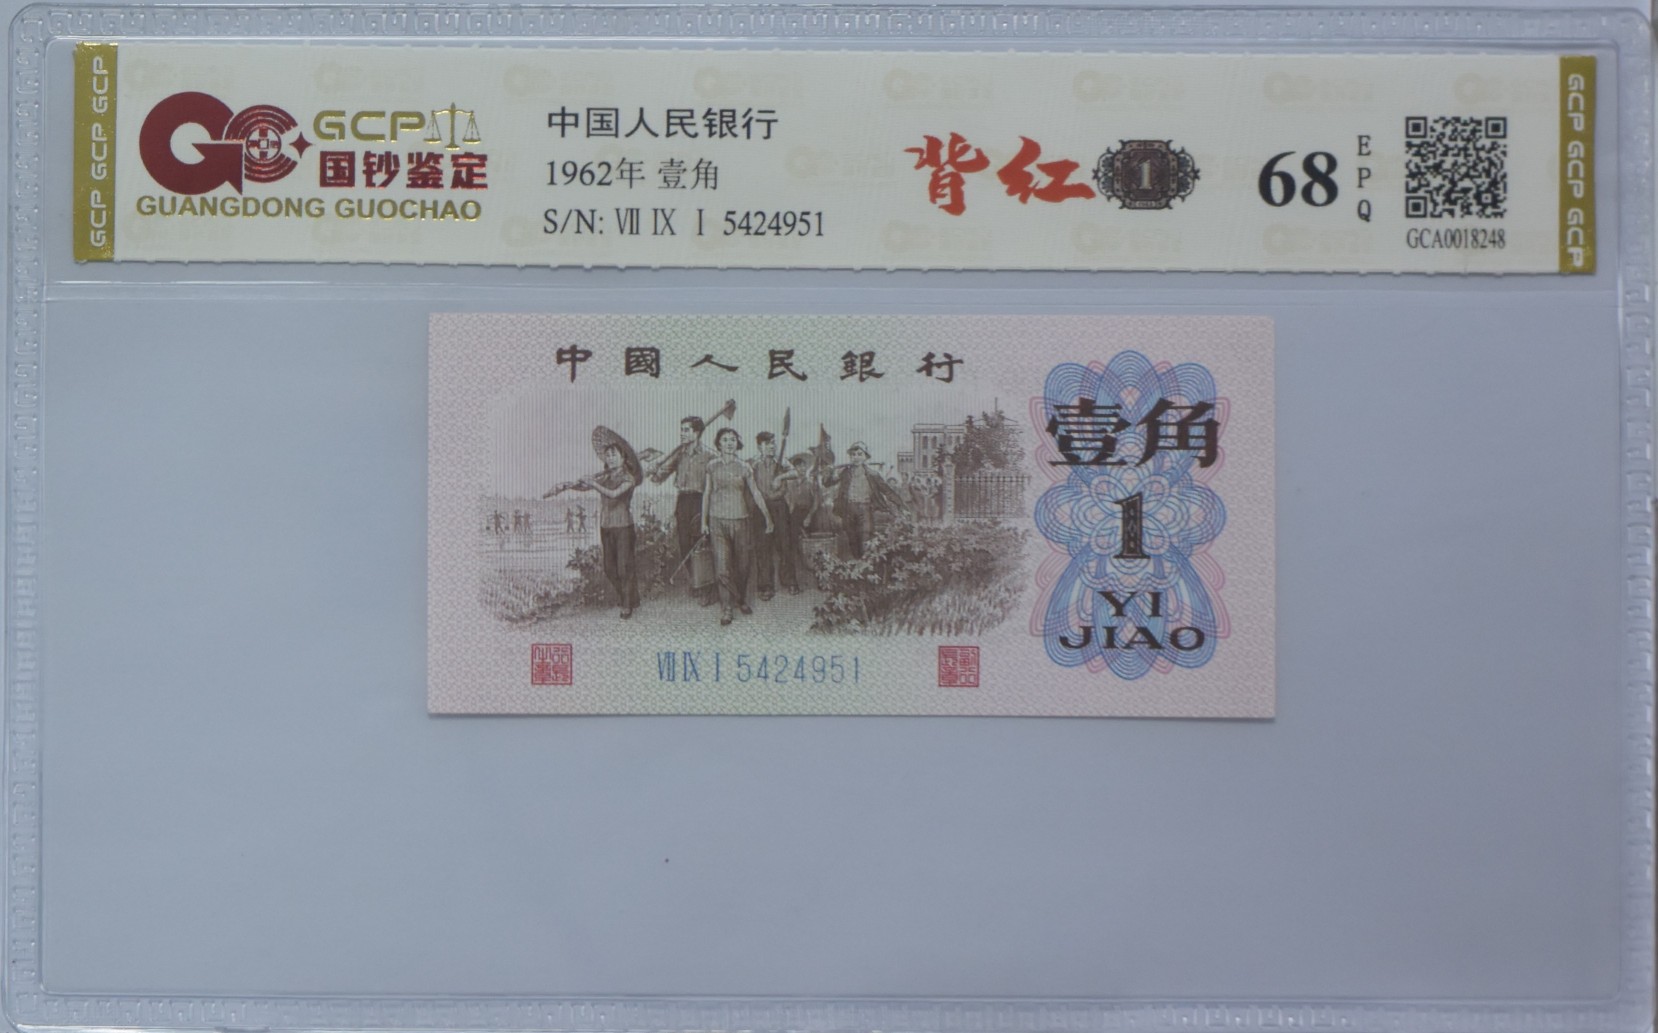 GCP GCP GCP
GCP
国钞鉴定
GUANGDONG GUOCHAO
中国人民银行
1962年 壹角
S/N: Ⅶ Ⅸ Ⅰ 5424951
背红
1
68
EPQ
GCA0018248
GCP GCP GCP
中國人民銀行
壹角
1
YI
JIAO
Ⅶ Ⅸ Ⅰ 5424951